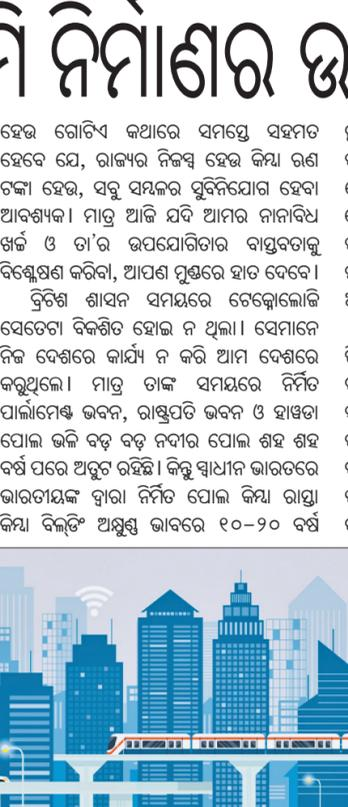 ନିର୍ମାଣର
ହେଉ ଗୋଟିଏ କଥାରେ ସମସ୍ତେ ସହମତ
ହେବେ ଯେ, ରାଜ୍ୟର ନିଜସ୍ୱ ହେଉ କିମ୍ବା ଋଣ
ଟଙ୍କା ହେଉ, ସବୁ ସମ୍ବଳର ସୁବିନିଯୋଗ ହେବା
ଆବଶ୍ୟକ। ମାତ୍ର ଆଜି ଯଦି ଆମର ନାନାବିଧ
ଖର୍ଚ୍ଚ ଓ ତା'ର ଉପଯୋଗିତାର ବାସ୍ତବତାକୁ
ବିଶ୍ଳେଷଣ କରିବା, ଆପଣ ମୁଣ୍ଡରେ ହାତ ଦେବେ।
ବ୍ରିଟିଶ ଶାସନ ସମୟରେ ଟେକ୍ନୋଲୋଜି
ସେତେଟା ବିକଶିତ ହୋଇ ନ ଥିଲା। ସେମାନେ
ନିଜ ଦେଶରେ କାର୍ଯ୍ୟ ନ କରି ଆମ ଦେଶରେ
କରୁଥିଲେ। ମାତ୍ର ତାଙ୍କ ସମୟରେ ନିର୍ମିତ
ପାର୍ଲାମେଣ୍ଟ ଭବନ, ରାଷ୍ଟ୍ରପତି ଭବନ ଓ ହାୱଡା
ପୋଲ ଭଳି ବଡ଼ ବଡ଼ ନଦୀର ପୋଲ ଶହ ଶହ
ବର୍ଷ ପରେ ଅତୁଟ ରହିଛି। କିନ୍ତୁ ସ୍ୱାଧୀନ ଭାରତରେ
ଭାରତୀୟଙ୍କ ଦ୍ୱାରା ନିର୍ମିତ ପୋଲ କିମ୍ବା ରାସ୍ତା
କିମ୍ବା ବିଲ୍‌ଡିଂ ଅକ୍ଷୁଣ୍ଣ ଭାବରେ ୧୦-୨୦ ବର୍ଷ